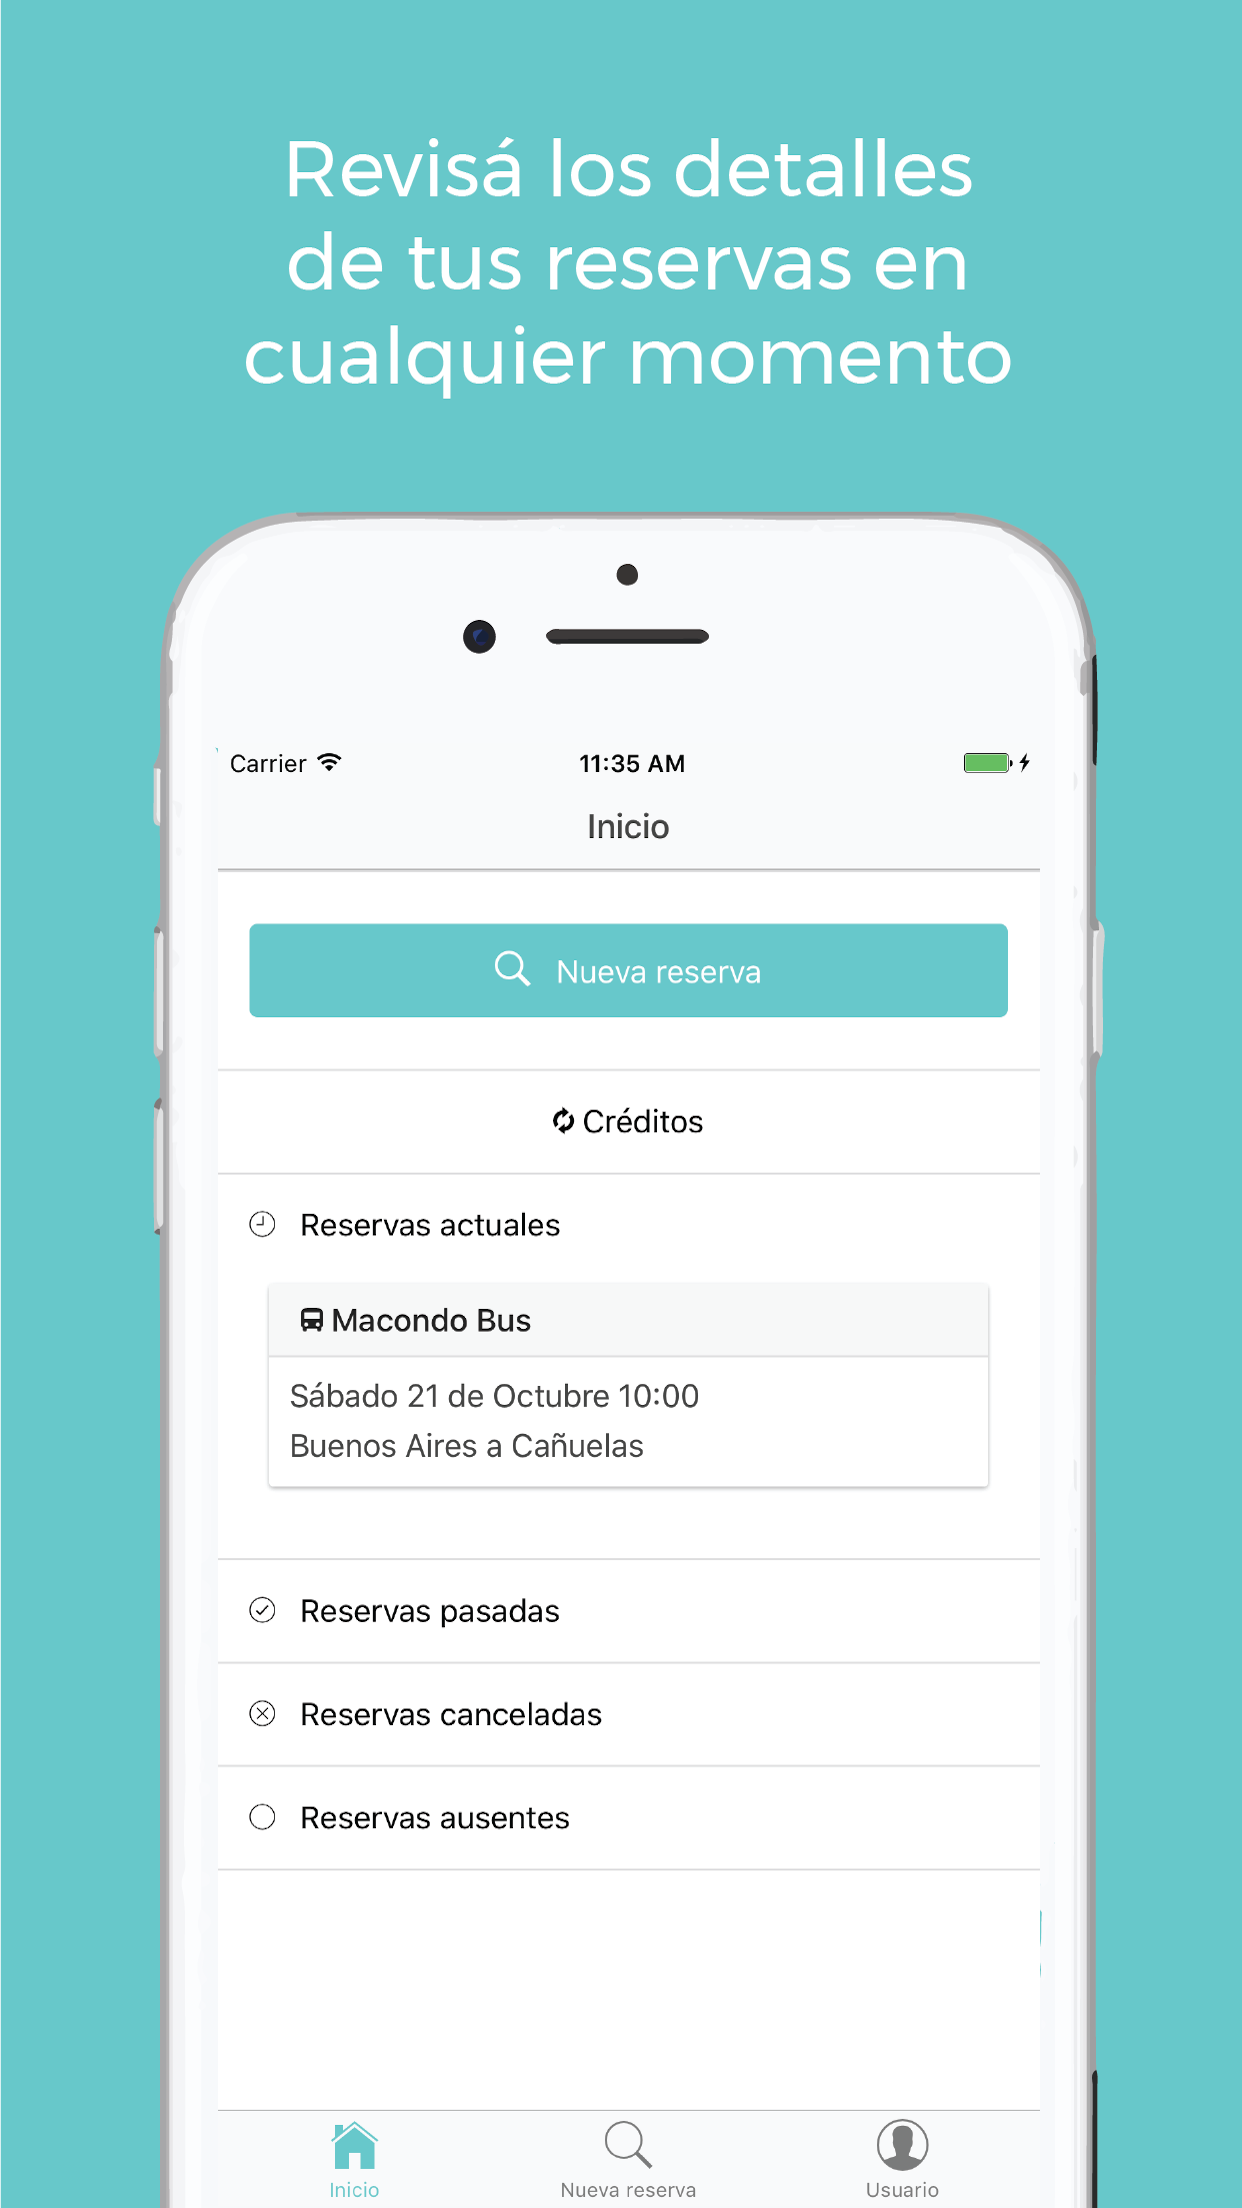 Revisá los detalles
de tus reservas en
cualquier momento
Carrier 11:35 AM
Inicio
Nueva reserva
Créditos
Reservas actuales
Macondo Bus
Sábado 21 de Octubre 10:00
Buenos Aires a Cañuelas
Reservas pasadas
Reservas canceladas
Reservas ausentes
Inicio Nueva reserva Usuario